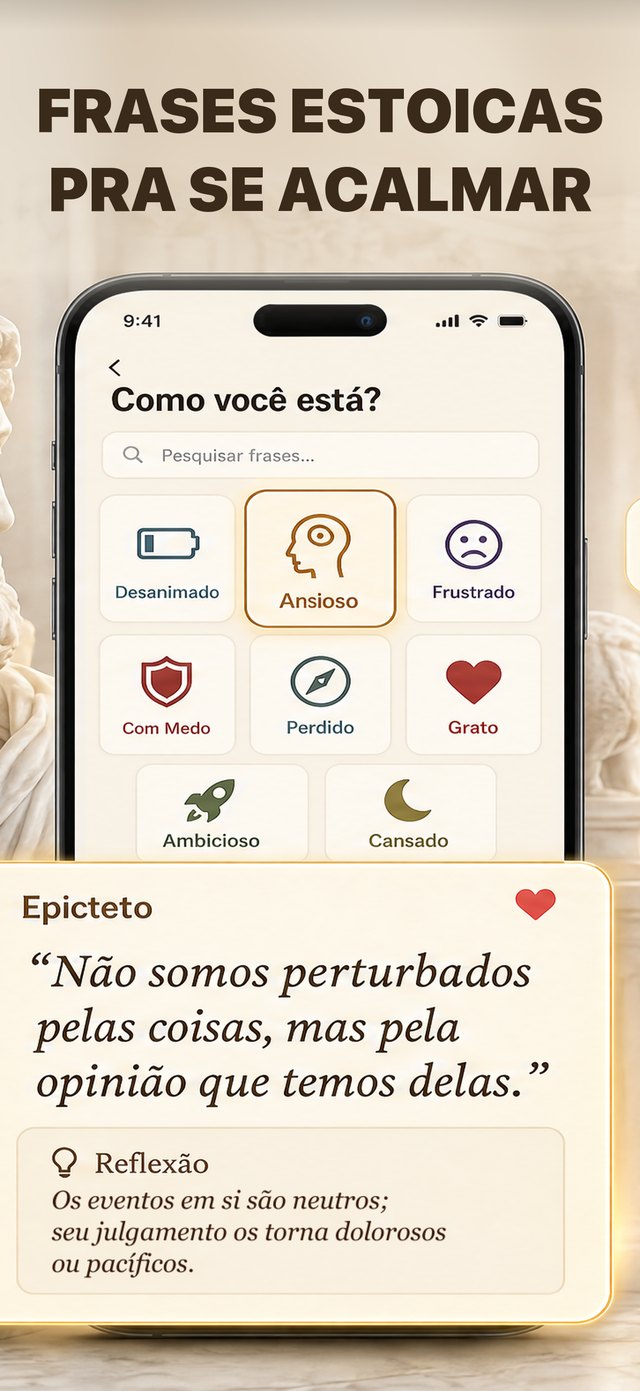 FRASES ESTOICAS
PRA SE ACALMAR
9:41
Como você está?
Pesquisar frases...
Desanimado
Ansioso
Frustrado
Com Medo
Perdido
Grato
Ambicioso
Cansado
Epicteto
“Não somos perturbados
pelas coisas, mas pela
opinião que temos delas.”
Reflexão
Os eventos em si são neutros;
seu julgamento os torna dolorosos
ou pacíficos.